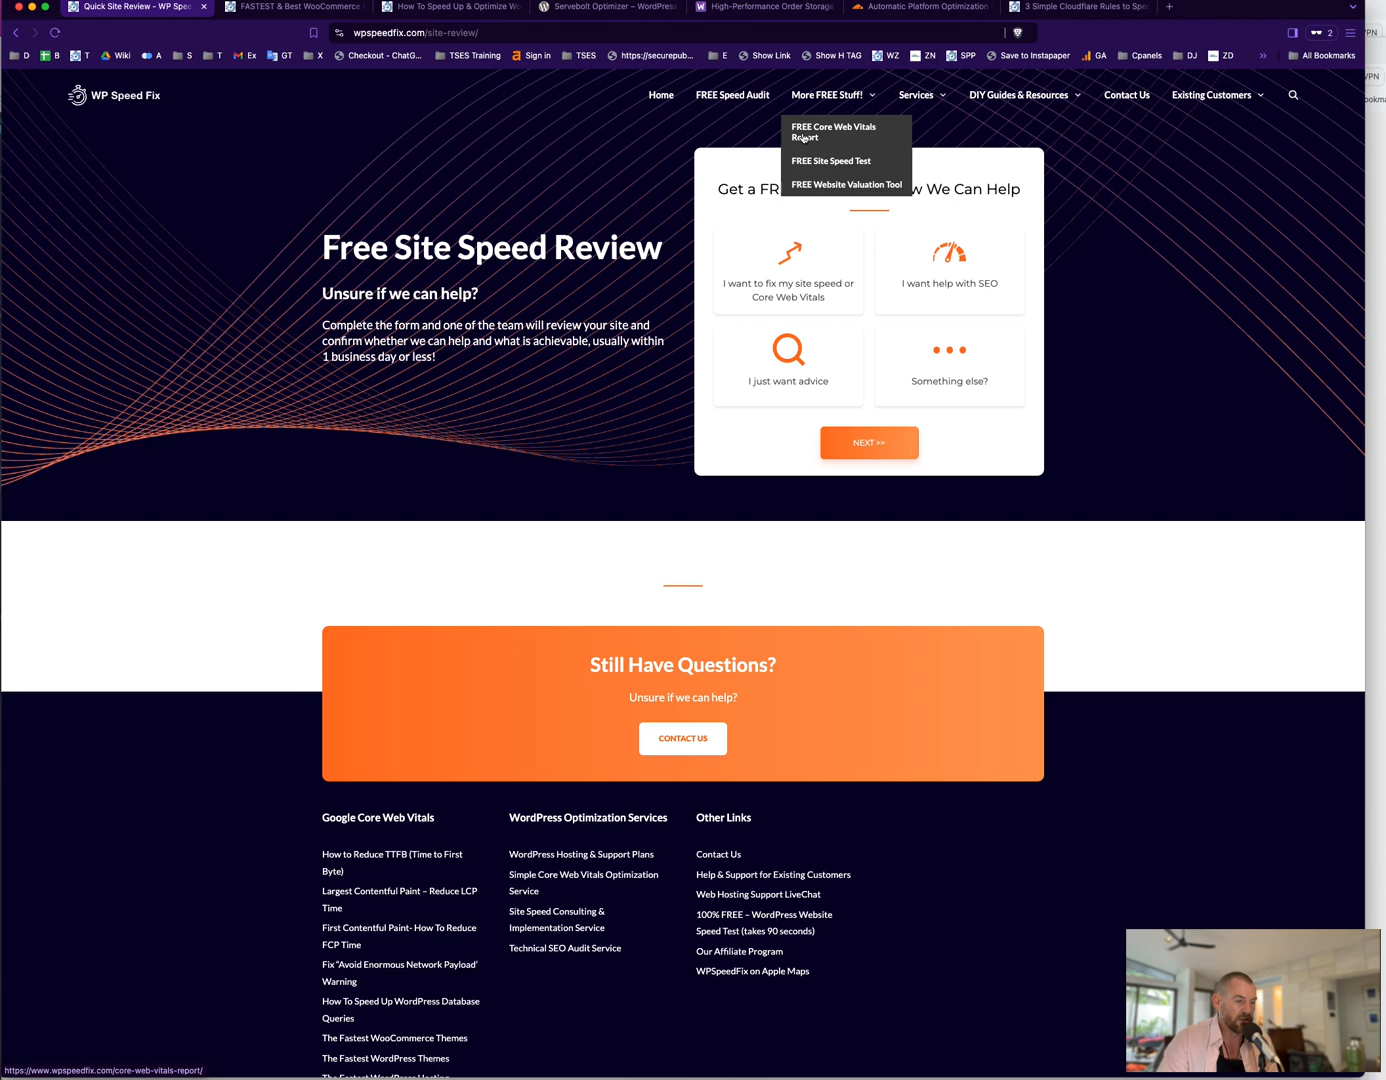 Quick Site Review - WP Spee
FASTEST & Best WooCommerce
How To Speed Up & Optimize Wo
Servebolt Optimizer – WordPress
High-Performance Order Storage
Automatic Platform Optimization
3 Simple Cloudflare Rules to Spe
wpspeedfix.com/site-review/
2
VPN
D
B
T
Wiki
A
S
T
Ex
GT
X
Checkout - ChatG...
TSES Training
Sign in
TSES
https://securepub...
E
Show Link
Show H TAG
WZ
ZN
SPP
Save to Instapaper
GA
Cpanels
DJ
ZD
All Bookmarks
VPN
WP Speed Fix
Home
FREE Speed Audit
More FREE Stuff!
Services
DIY Guides & Resources
Contact Us
Existing Customers
FREE Core Web Vitals
Report
FREE Site Speed Test
FREE Website Valuation Tool
Get a FR
w We Can Help
Free Site Speed Review
Unsure if we can help?
Complete the form and one of the team will review your site and
confirm whether we can help and what is achievable, usually within
1 business day or less!
I want to fix my site speed or
Core Web Vitals
I want help with SEO
I just want advice
Something else?
NEXT >>
Still Have Questions?
Unsure if we can help?
CONTACT US
Google Core Web Vitals
How to Reduce TTFB (Time to First
Byte)
Largest Contentful Paint – Reduce LCP
Time
First Contentful Paint- How To Reduce
FCP Time
Fix "Avoid Enormous Network Payload'
Warning
How To Speed Up WordPress Database
Queries
The Fastest WooCommerce Themes
The Fastest WordPress Themes
The Fastest WordPress Hosting
WordPress Optimization Services
WordPress Hosting & Support Plans
Simple Core Web Vitals Optimization
Service
Site Speed Consulting &
Implementation Service
Technical SEO Audit Service
Other Links
Contact Us
Help & Support for Existing Customers
Web Hosting Support LiveChat
100% FREE – WordPress Website
Speed Test (takes 90 seconds)
Our Affiliate Program
WPSpeedFix on Apple Maps
https://www.wpspeedfix.com/core-web-vitals-report/